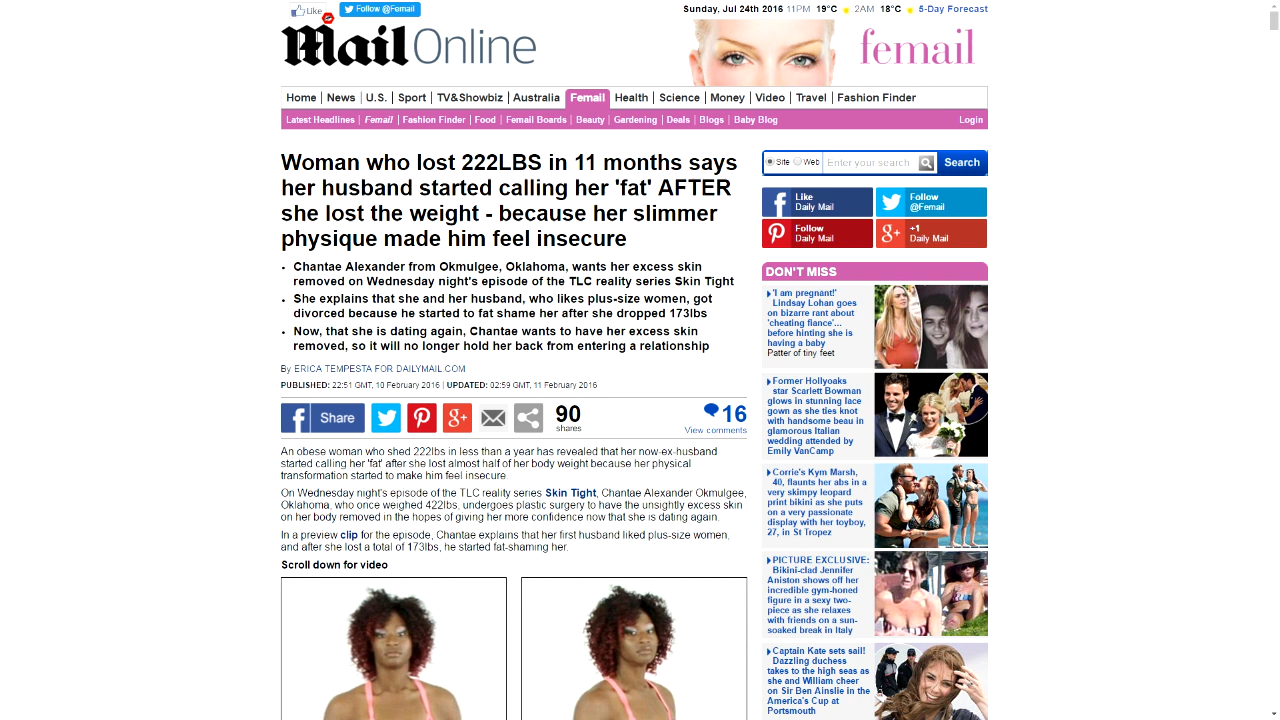 Like
Follow @Femail
Sunday, Jul 24th 2016 11PM 19°C 2AM 18°C 5-Day Forecast
Mail Online
femail
Home News U.S. Sport TV&Showbiz Australia Femail Health Science Money Video Travel Fashion Finder
Latest Headlines Femail Fashion Finder Food Femail Boards Beauty Gardening Deals Blogs Baby Blog Login
Woman who lost 222LBS in 11 months says
her husband started calling her 'fat' AFTER
she lost the weight - because her slimmer
physique made him feel insecure
Chantae Alexander from Okmulgee, Oklahoma, wants her excess skin
removed on Wednesday night's episode of the TLC reality series Skin Tight
She explains that she and her husband, who likes plus-size women, got
divorced because he started to fat shame her after she dropped 173lbs
Now, that she is dating again, Chantae wants to have her excess skin
removed, so it will no longer hold her back from entering a relationship
By ERICA TEMPESTA FOR DAILYMAIL.COM
PUBLISHED: 22:51 GMT, 10 February 2016 | UPDATED: 02:59 GMT, 11 February 2016
Share
90
shares
16
View comments
An obese woman who shed 222lbs in less than a year has revealed that her now-ex-husband
started calling her 'fat' after she lost almost half of her body weight because her physical
transformation started to make him feel insecure
On Wednesday night's episode of the TLC reality series Skin Tight, Chantae Alexander Okmulgee,
Oklahoma, who once weighed 422lbs, undergoes plastic surgery to have the unsightly excess skin
on her body removed in the hopes of giving her more confidence now that she is dating again.
In a preview clip for the episode, Chantae explains that her first husband liked plus-size women,
and after she lost a total of 173lbs, he started fat-shaming her.
Scroll down for video
Site Web Enter your search Search
Like
Daily Mail
Follow
@Femail
Follow
Daily Mail
+1
Daily Mail
DON'T MISS
'I am pregnant!'
Lindsay Lohan goes
on bizarre rant about
'cheating fiance'...
before hinting she is
having a baby
Patter of tiny feet
Former Hollyoaks
star Scarlett Bowman
glows in stunning lace
gown as she ties knot
with handsome beau in
glamorous Italian
wedding attended by
Emily VanCamp
Corrie's Kym Marsh,
40, flaunts her abs in a
very skimpy leopard
print bikini as she puts
on a very passionate
display with her toyboy,
27, in St Tropez
PICTURE EXCLUSIVE:
Bikini-clad Jennifer
Aniston shows off her
incredible gym-honed
figure in a sexy two-
piece as she relaxes
with friends on a sun-
soaked break in Italy
Captain Kate sets sail!
Dazzling duchess
takes to the high seas as
she and William cheer
on Sir Ben Ainslie in the
America's Cup at
Portsmouth